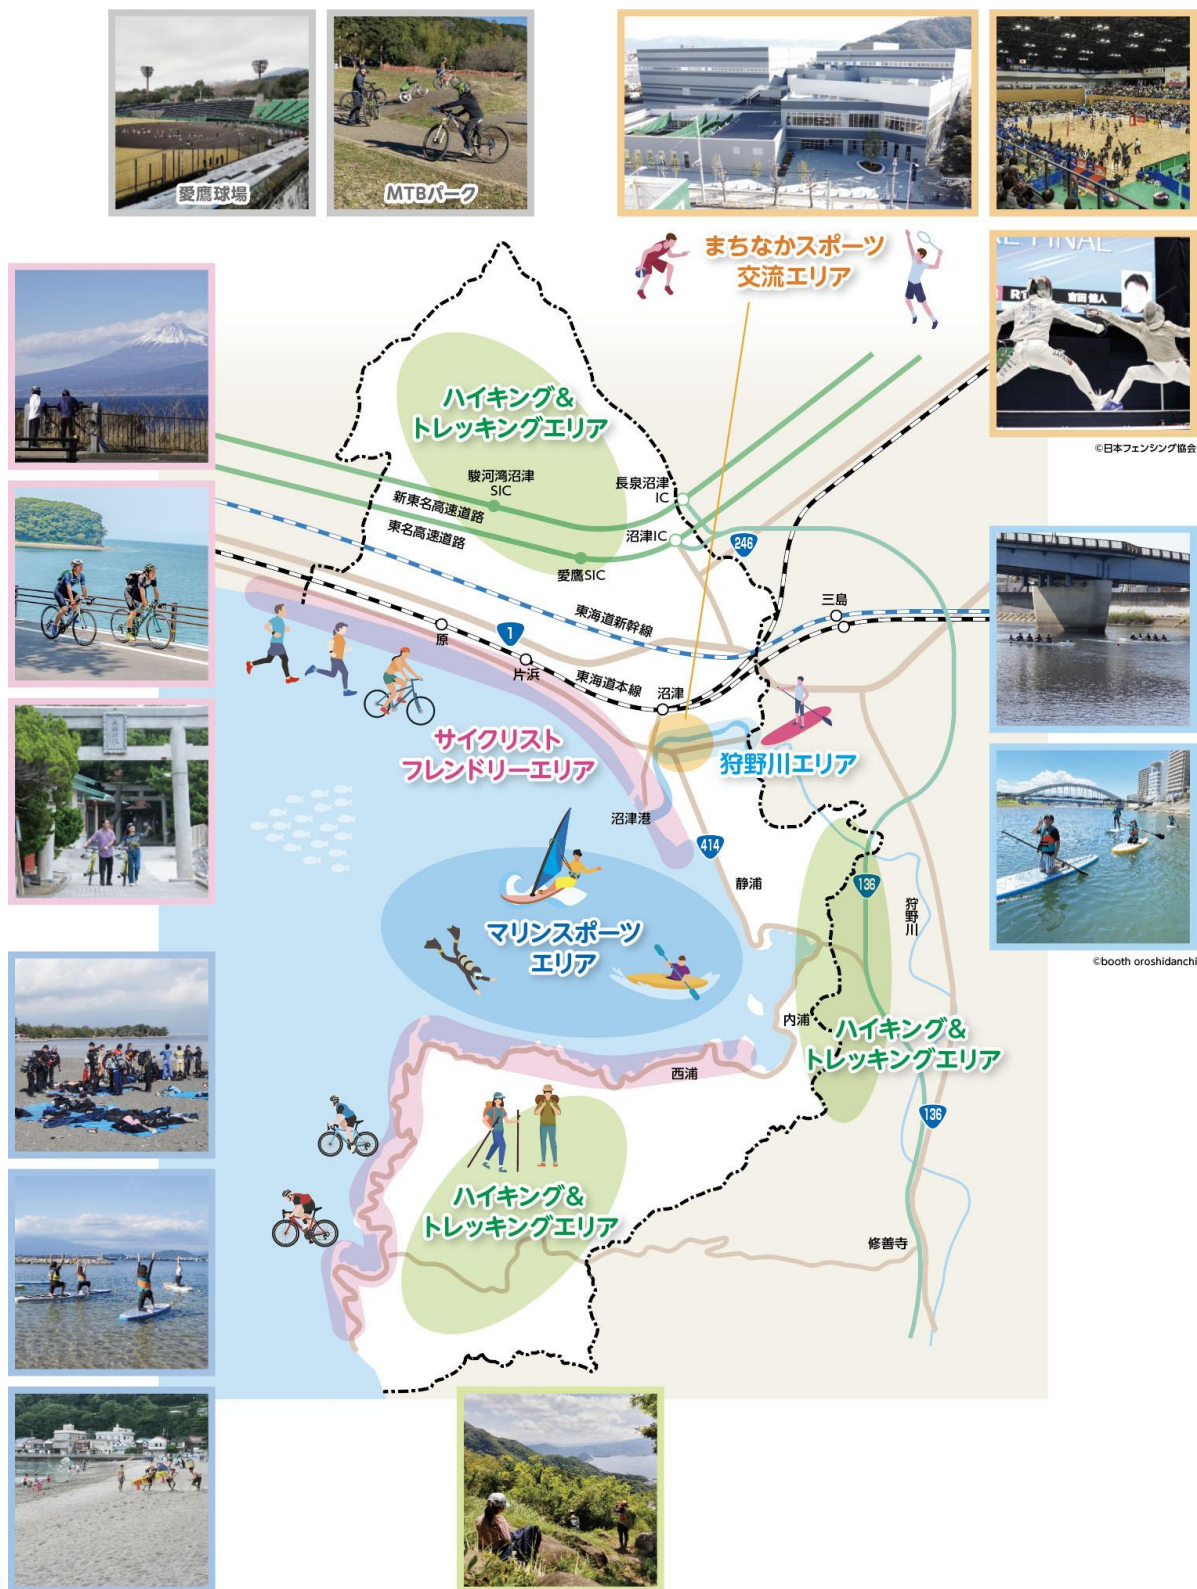 愛鷹球場
MTBパーク
まちなかスポーツ
交流エリア
FINAL
吉田 健人
JAPAN
©日本フェンシング協会
ハイキング&
トレッキングエリア
駿河湾沼津
SIC
長泉沼津
IC
新東名高速道路
沼津IC
東名高速道路
246
愛鷹SIC
三島
東海道新幹線
原
1
片浜
東海道本線
沼津
サイクリスト
フレンドリーエリア
狩野川エリア
沼津港
414
静浦
136
狩野川
マリンスポーツ
エリア
©booth oroshidanchi
内浦
ハイキング&
トレッキングエリア
西浦
136
ハイキング&
トレッキングエリア
修善寺